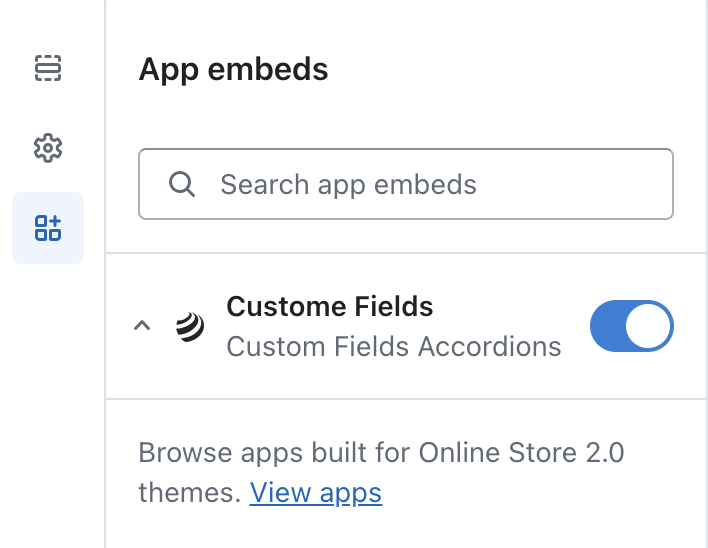 App embeds
Search app embeds
Custome Fields
Custom Fields Accordions
Browse apps built for Online Store 2.0
themes. View apps